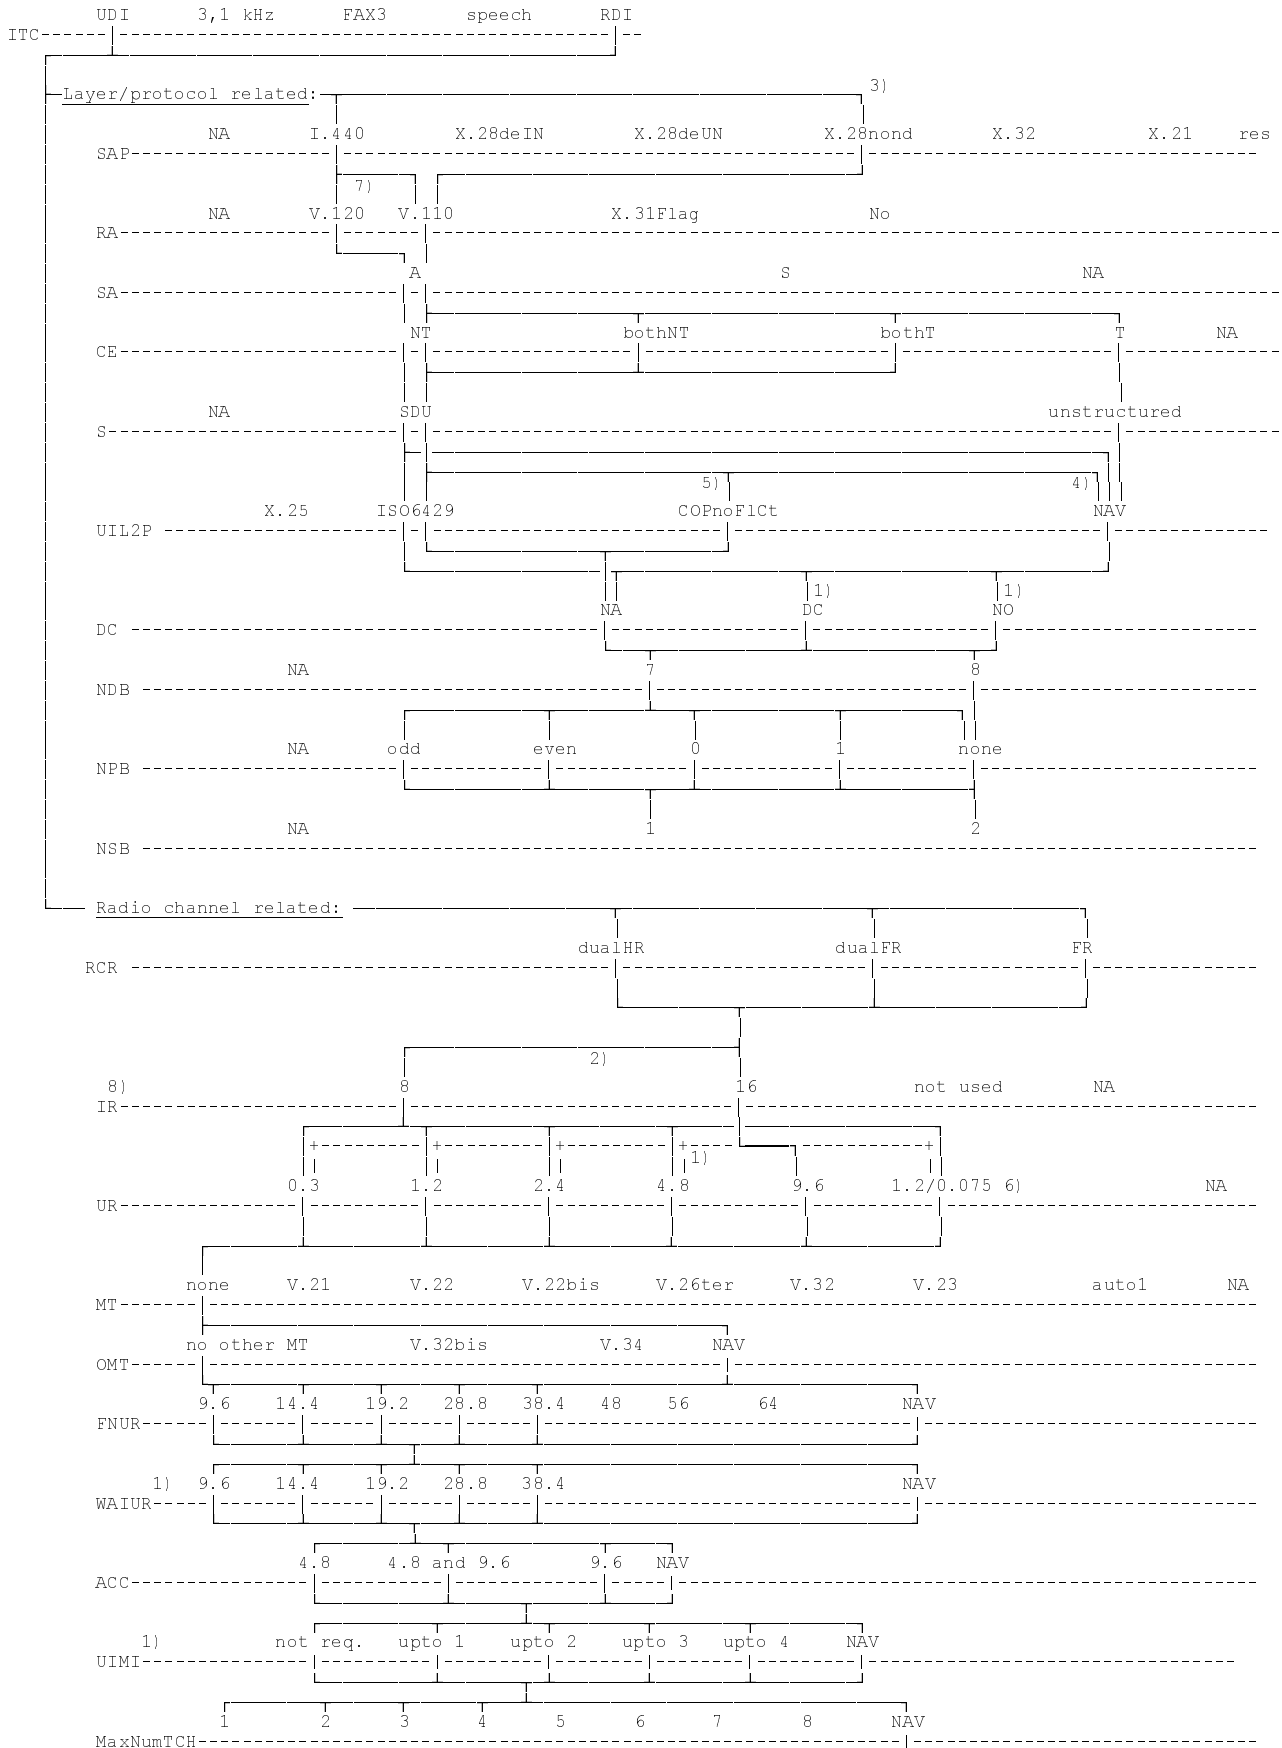 UDI 3,1 kHz FAX3 speech RDI
ITC
Layer/protocol related: 3)
NA I.440 X.28deIN X.28deUN X.28nond X.32 X.21 res
SAP
7)
NA V.120 V.110 X.31Flag No
RA
A S NA
SA
NT bothNT bothT T NA
CE
NA SDU unstructured
S
5) 4)
X.25 ISO6429 COPnoFlCt NAV
UIL2P
1) 1)
NA DC NO
DC
NA 7 8
NDB
NA odd even 0 1 none
NPB
NA 1 2
NSB
Radio channel related:
dualHR dualFR FR
RCR
2)
8) 8 16 not used NA
IR
1)
0.3 1.2 2.4 4.8 9.6 1.2/0.075 6) NA
UR
none V.21 V.22 V.22bis V.26ter V.32 V.23 auto1 NA
MT
no other MT V.32bis V.34 NAV
OMT
9.6 14.4 19.2 28.8 38.4 48 56 64 NAV
FNUR
1) 9.6 14.4 19.2 28.8 38.4 NAV
WAIUR
4.8 4.8 and 9.6 9.6 NAV
ACC
1) not req. upto 1 upto 2 upto 3 upto 4 NAV
UIMI
1 2 3 4 5 6 7 8 NAV
MaxNumTCH